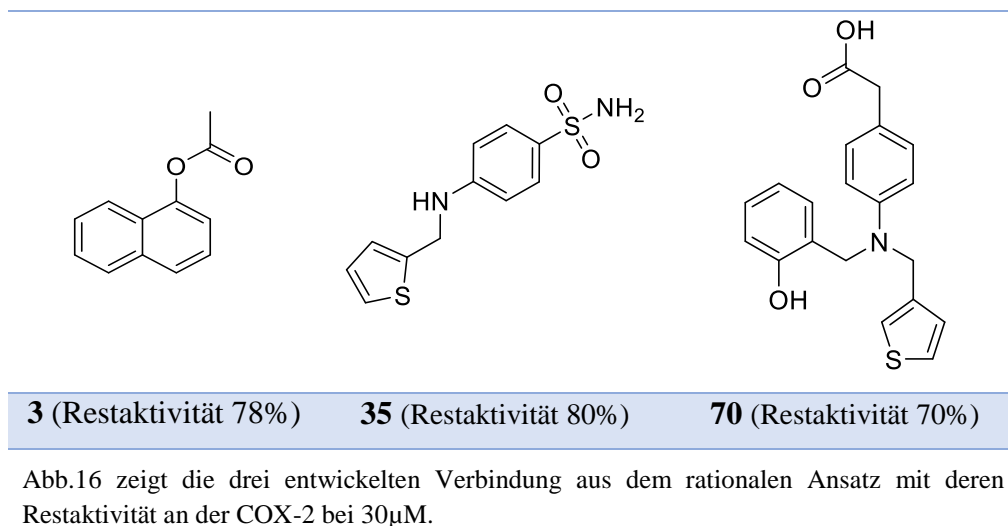 OH
O
O
O
O
S
NH2
O
HN
S
N
OH
S
3 (Restaktivität 78%) 35 (Restaktivität 80%) 70 (Restaktivität 70%)
Abb.16 zeigt die drei entwickelten Verbindung aus dem rationalen Ansatz mit deren
Restaktivität an der COX-2 bei 30µM.